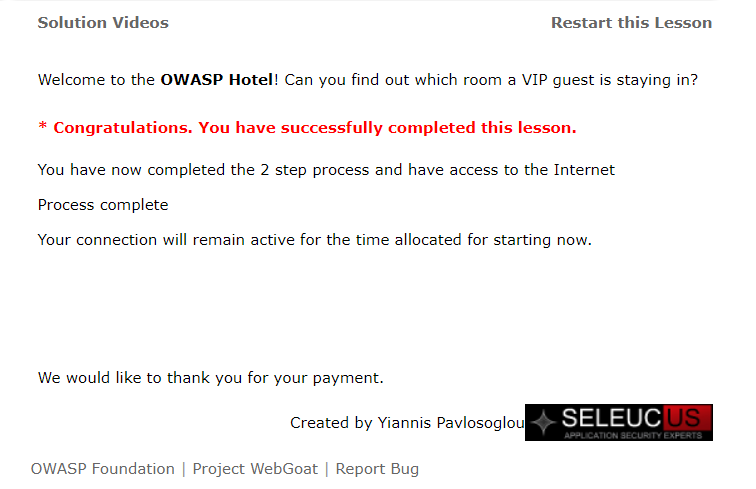 Solution Videos Restart this Lesson
Welcome to the OWASP Hotel! Can you find out which room a VIP guest is staying in?
* Congratulations. You have successfully completed this lesson.
You have now completed the 2 step process and have access to the Internet
Process complete
Your connection will remain active for the time allocated for starting now.
We would like to thank you for your payment.
Created by Yiannis Pavlosoglou SELEUCUS
APPLICATION SECURITY EXPERTS
OWASP Foundation | Project WebGoat | Report Bug